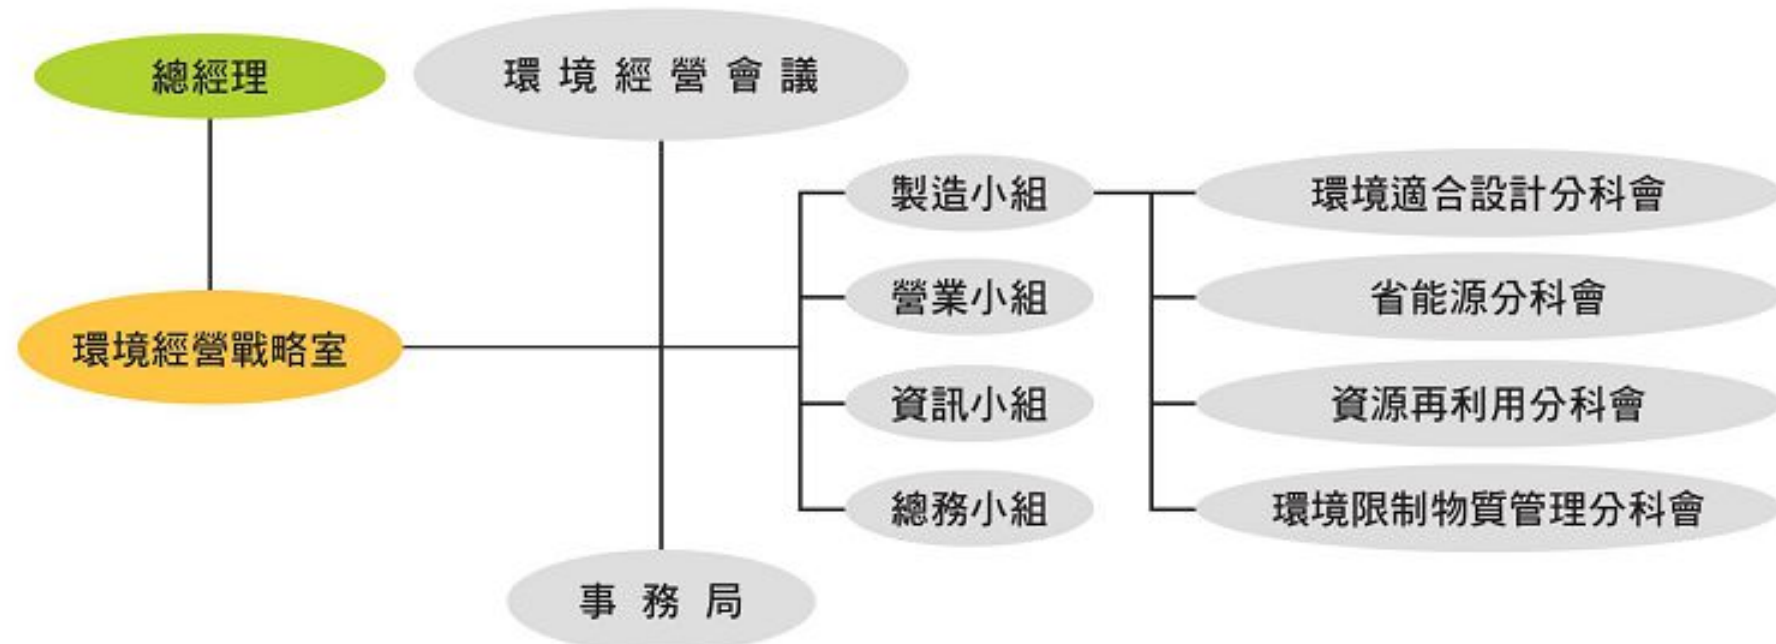 總經理
環境經營會議
環境經營戰略室
製造小組
營業小組
資訊小組
總務小組
環境適合設計分科會
省能源分科會
資源再利用分科會
環境限制物質管理分科會
事務局